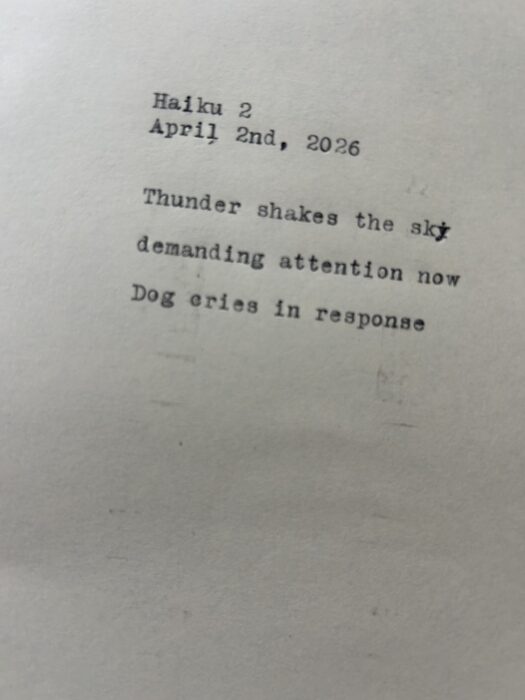 Haiku 2
April 2nd, 2026
Thunder shakes the sky
demanding attention now
Dog cries in response